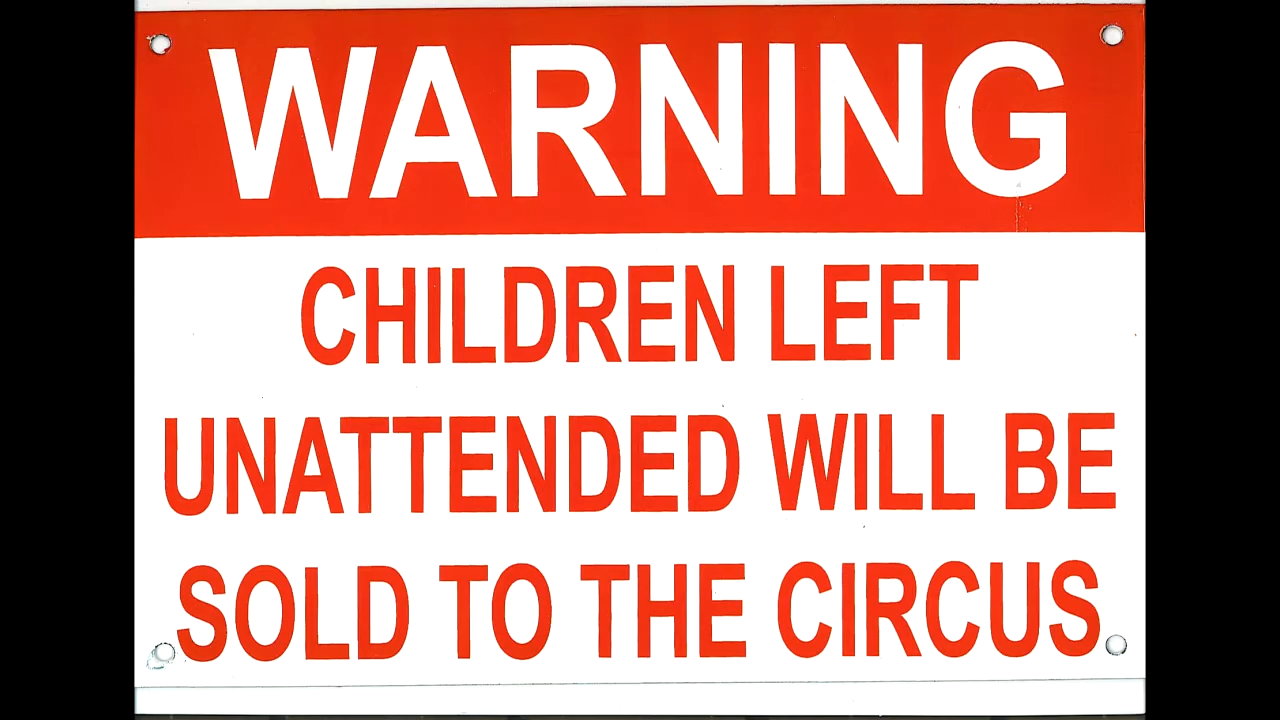 WARNING
CHILDREN LEFT
UNATTENDED WILL BE
SOLD TO THE CIRCUS